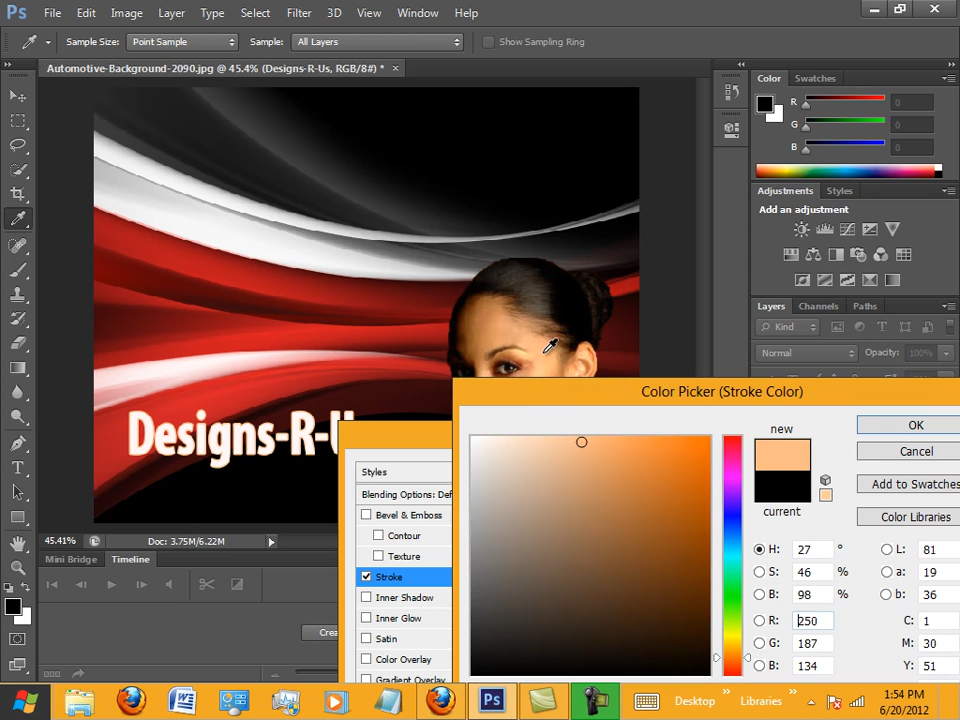 Ps File Edit Image Layer Type Select Filter 3D View Window Help
Sample Size: Point Sample Sample: All Layers Show Sampling Ring
Automotive-Background-2090.jpg @ 45.4% (Designs-R-Us, RGB/8#) * ×
Color Swatches
R 0
G 0
B 0
Adjustments Styles
Add an adjustment
Layers Channels Paths
Kind
Normal Opacity: 100%
Designs-R-U
Color Picker (Stroke Color)
new
current
OK
Cancel
Add to Swatches
Color Libraries
H: 27 ° L: 81
S: 46 % a: 19
B: 98 % b: 36
R: 250 C: 1
G: 187 M: 30
B: 134 Y: 51
Styles
Blending Options: Def
Bevel & Emboss
Contour
Texture
Stroke
Inner Shadow
Inner Glow
Satin
Color Overlay
Gradient Overlay
45.41% Doc: 3.75M/6.22M
Mini Bridge Timeline
Crea
Desktop Libraries
1:54 PM
6/20/2012